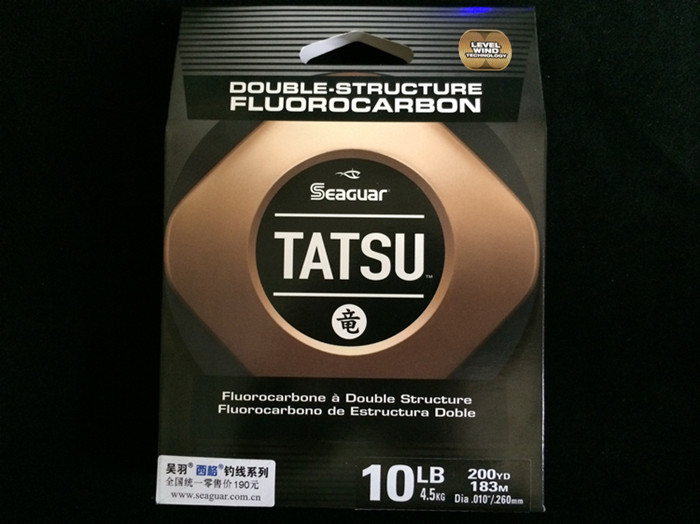 LEVEL
WIND
TECHNOLOGY
DOUBLE-STRUCTURE
FLUOROCARBON
Seaguar
TATSU™
竜
Fluorocarbone à Double Structure
Fluorocarbono de Estructura Doble
吴羽® 西格® 钓线系列
全国统一零售价190元
www.seaguar.com.cn
10LB
4.5KG
200YD
183M
Dia .010"/.260mm